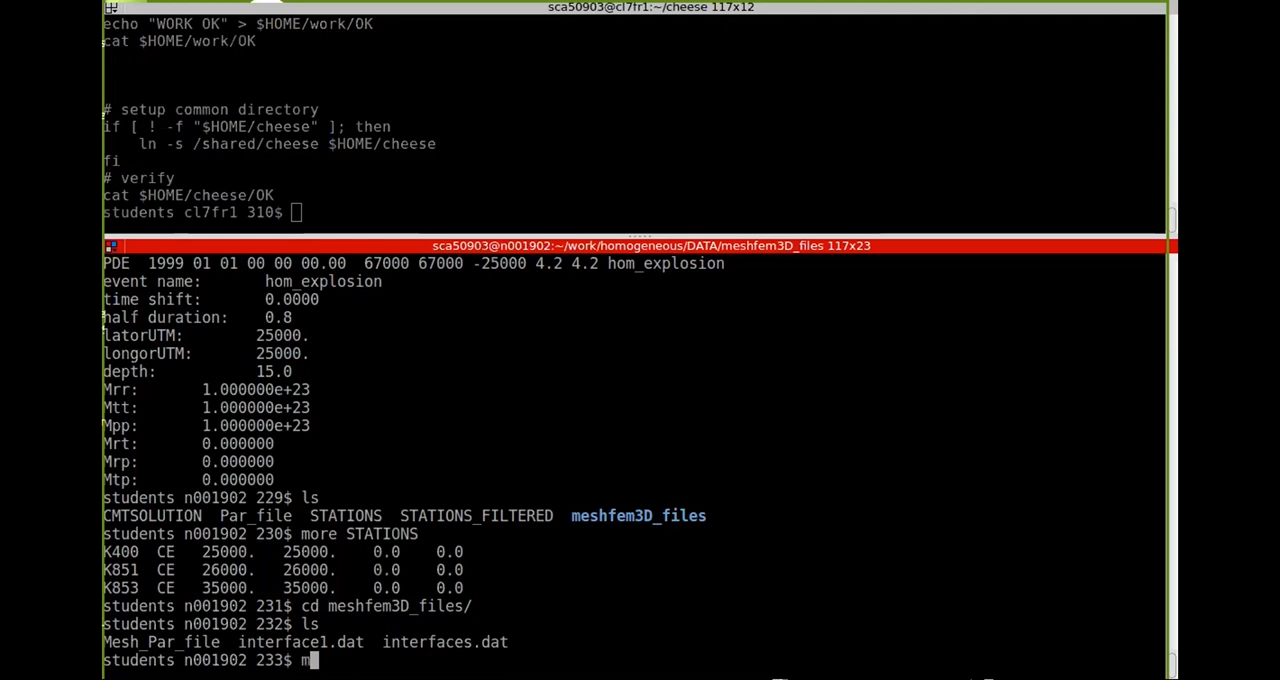 sca50903@cl7fr1:~/cheese 117x12
echo "WORK OK" > $HOME/work/OK
cat $HOME/work/OK
# setup common directory
if [ ! -f "$HOME/cheese" ]; then
    ln -s /shared/cheese $HOME/cheese
fi
# verify
cat $HOME/cheese/OK
students cl7fr1 310$
sca50903@n001902:~/work/homogeneous/DATA/meshfem3D_files 117x23
PDE  1999 01 01 00 00 00.00  67000 67000 -25000 4.2 4.2 hom_explosion
event name:       hom_explosion
time shift:       0.0000
half duration:    0.8
latorUTM:        25000.
longorUTM:       25000.
depth:           15.0
Mrr:       1.000000e+23
Mtt:       1.000000e+23
Mpp:       1.000000e+23
Mrt:       0.000000
Mrp:       0.000000
Mtp:       0.000000
students n001902 229$ ls
CMTSOLUTION  Par_file  STATIONS  STATIONS_FILTERED  meshfem3D_files
students n001902 230$ more STATIONS
K400  CE   25000.   25000.    0.0    0.0
K851  CE   26000.   26000.    0.0    0.0
K853  CE   35000.   35000.    0.0    0.0
students n001902 231$ cd meshfem3D_files/
students n001902 232$ ls
Mesh_Par_file  interface1.dat  interfaces.dat
students n001902 233$ m